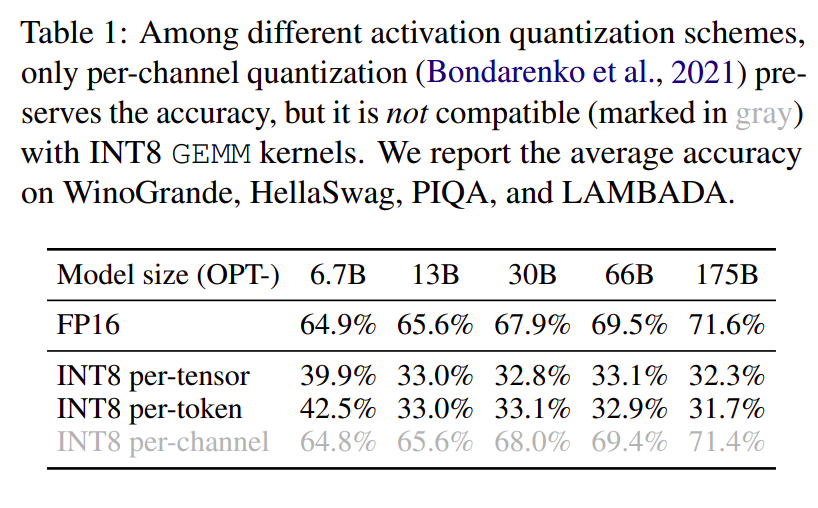 Table 1: Among different activation quantization schemes,
only per-channel quantization (Bondarenko et al., 2021) pre-
serves the accuracy, but it is not compatible (marked in gray)
with INT8 GEMM kernels. We report the average accuracy
on WinoGrande, HellaSwag, PIQA, and LAMBADA.
Model size (OPT-) 6.7B 13B 30B 66B 175B
FP16 64.9% 65.6% 67.9% 69.5% 71.6%
INT8 per-tensor 39.9% 33.0% 32.8% 33.1% 32.3%
INT8 per-token 42.5% 33.0% 33.1% 32.9% 31.7%
INT8 per-channel 64.8% 65.6% 68.0% 69.4% 71.4%